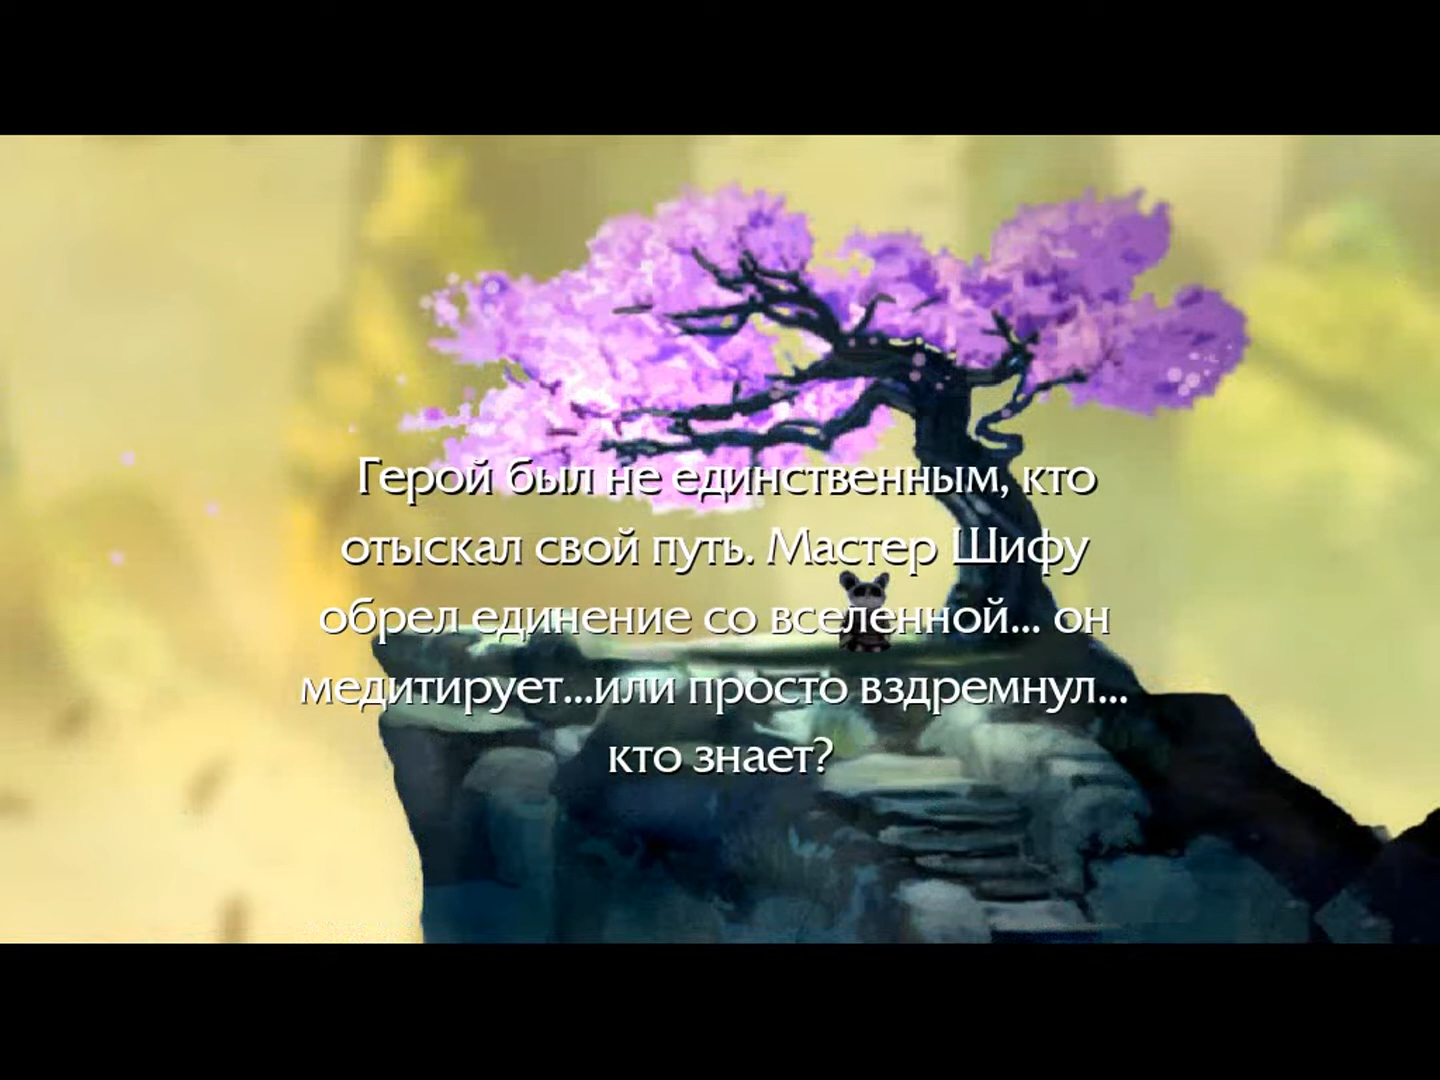 Герой был не единственным, кто
отыскал свой путь. Мастер Шифу
обрел единение со вселенной... он
медитирует...или просто вздремнул...
кто знает?